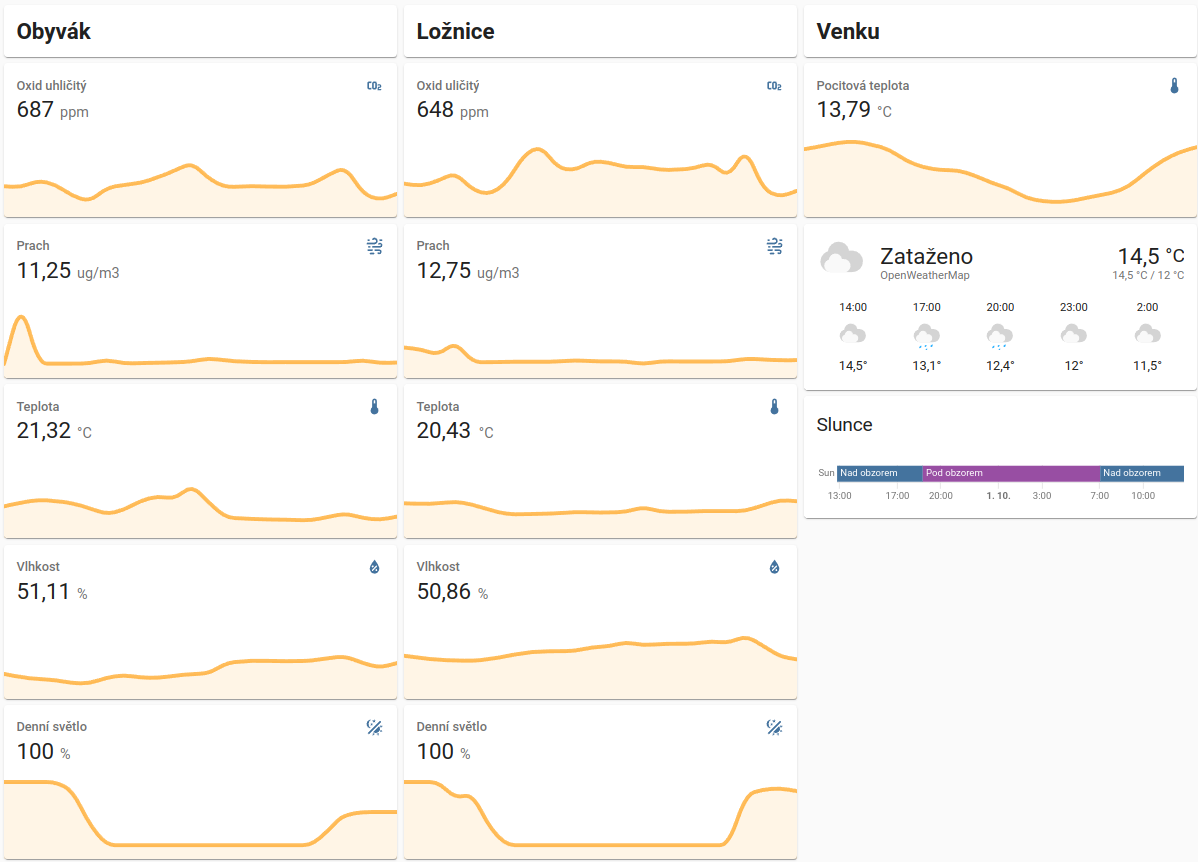 Obyvák
Oxid uhličitý
CO2
687 ppm
Prach
11,25 ug/m3
Teplota
21,32 °C
Vlhkost
51,11 %
Denní světlo
100 %
Ložnice
Oxid uličitý
CO2
648 ppm
Prach
12,75 ug/m3
Teplota
20,43 °C
Vlhkost
50,86 %
Denní světlo
100 %
Venku
Pocitová teplota
13,79 °C
Zataženo 14,5 °C
OpenWeatherMap 14,5 °C / 12 °C
14:00 17:00 20:00 23:00 2:00
14,5° 13,1° 12,4° 12° 11,5°
Slunce
Sun Nad obzorem Pod obzorem Nad obzorem
13:00 17:00 20:00 1. 10. 3:00 7:00 10:00